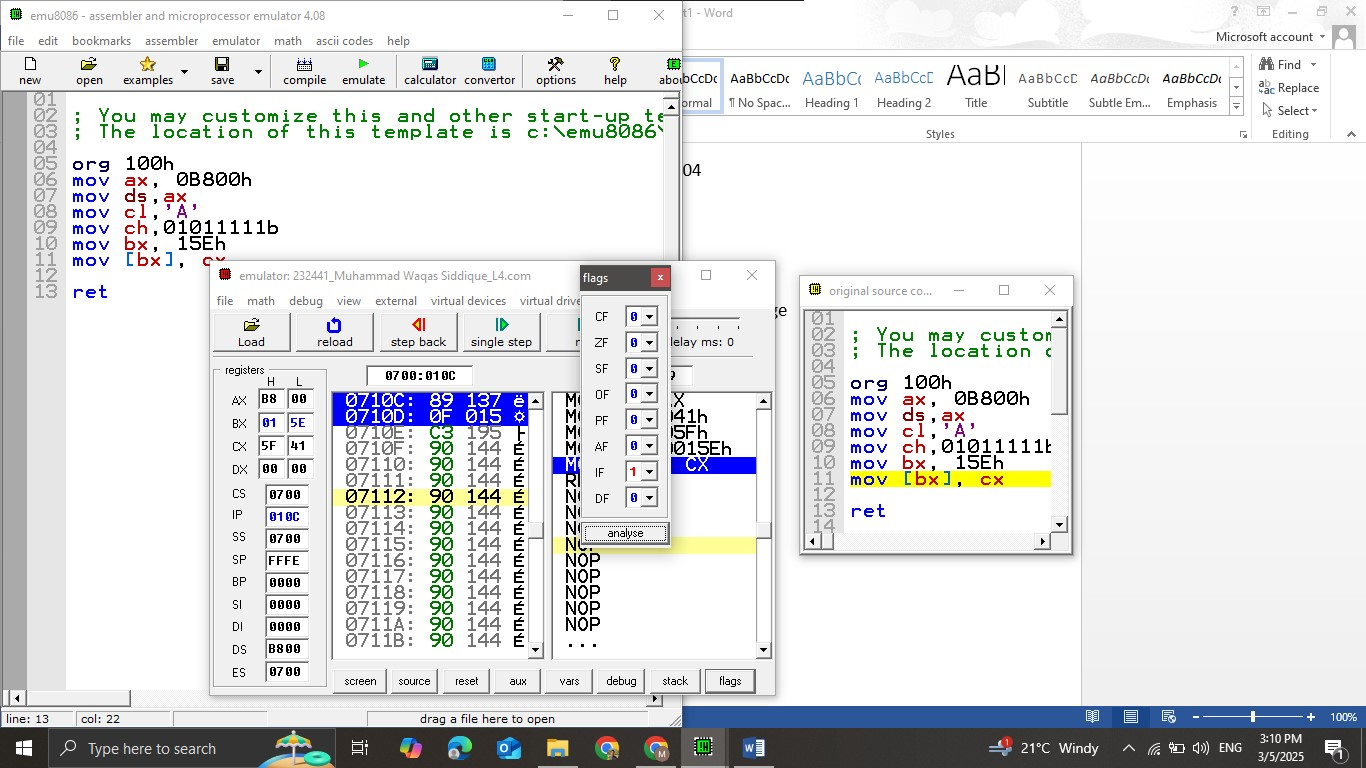 emu8086 - assembler and microprocessor emulator 4.08
t1 - Word
file edit bookmarks assembler emulator math ascii codes help
Microsoft account
new open examples save compile emulate calculator convertor options help abou
¶ No Spac... Heading 1 Heading 2 Title Subtitle Subtle Em... Emphasis
Find
Replace
Select
Styles
Editing
01
02 ; You may customize this and other start-up te
03 ; The location of this template is c:\emu8086\
04
05 org 100h
06 mov ax, 0B800h
07 mov ds,ax
08 mov cl,'A'
09 mov ch,01011111b
10 mov bx, 15Eh
11 mov [bx], cx
12
13 ret
04
ge
emulator: 232441_Muhammad Waqas Siddique_L4.com
file math debug view external virtual devices virtual drive
Load reload step back single step
delay ms: 0
registers
H L
AX B8 00
BX 01 5E
CX 5F 41
DX 00 00
CS 0700
IP 010C
SS 0700
SP FFFE
BP 0000
SI 0000
DI 0000
DS B800
ES 0700
0700:010C
0710C: 89 137 ë
0710D: 0F 015 ☼
0710E: C3 195 ├
0710F: 90 144 É
07110: 90 144 É
07111: 90 144 É
07112: 90 144 É
07113: 90 144 É
07114: 90 144 É
07115: 90 144 É
07116: 90 144 É
07117: 90 144 É
07118: 90 144 É
07119: 90 144 É
0711A: 90 144 É
0711B: 90 144 É
041h
05Fh
0015Eh
CX
NOP
NOP
NOP
NOP
NOP
NOP
...
screen source reset aux vars debug stack flags
flags
CF 0
ZF 0
SF 0
OF 0
PF 0
AF 0
IF 1
DF 0
analyse
original source co...
01
02 ; You may custom
03 ; The location o
04
05 org 100h
06 mov ax, 0B800h
07 mov ds,ax
08 mov cl,'A'
09 mov ch,01011111b
10 mov bx, 15Eh
11 mov [bx], cx
12
13 ret
14
line: 13 col: 22 drag a file here to open
100%
Type here to search
21°C Windy
ENG
3:10 PM
3/5/2025
1